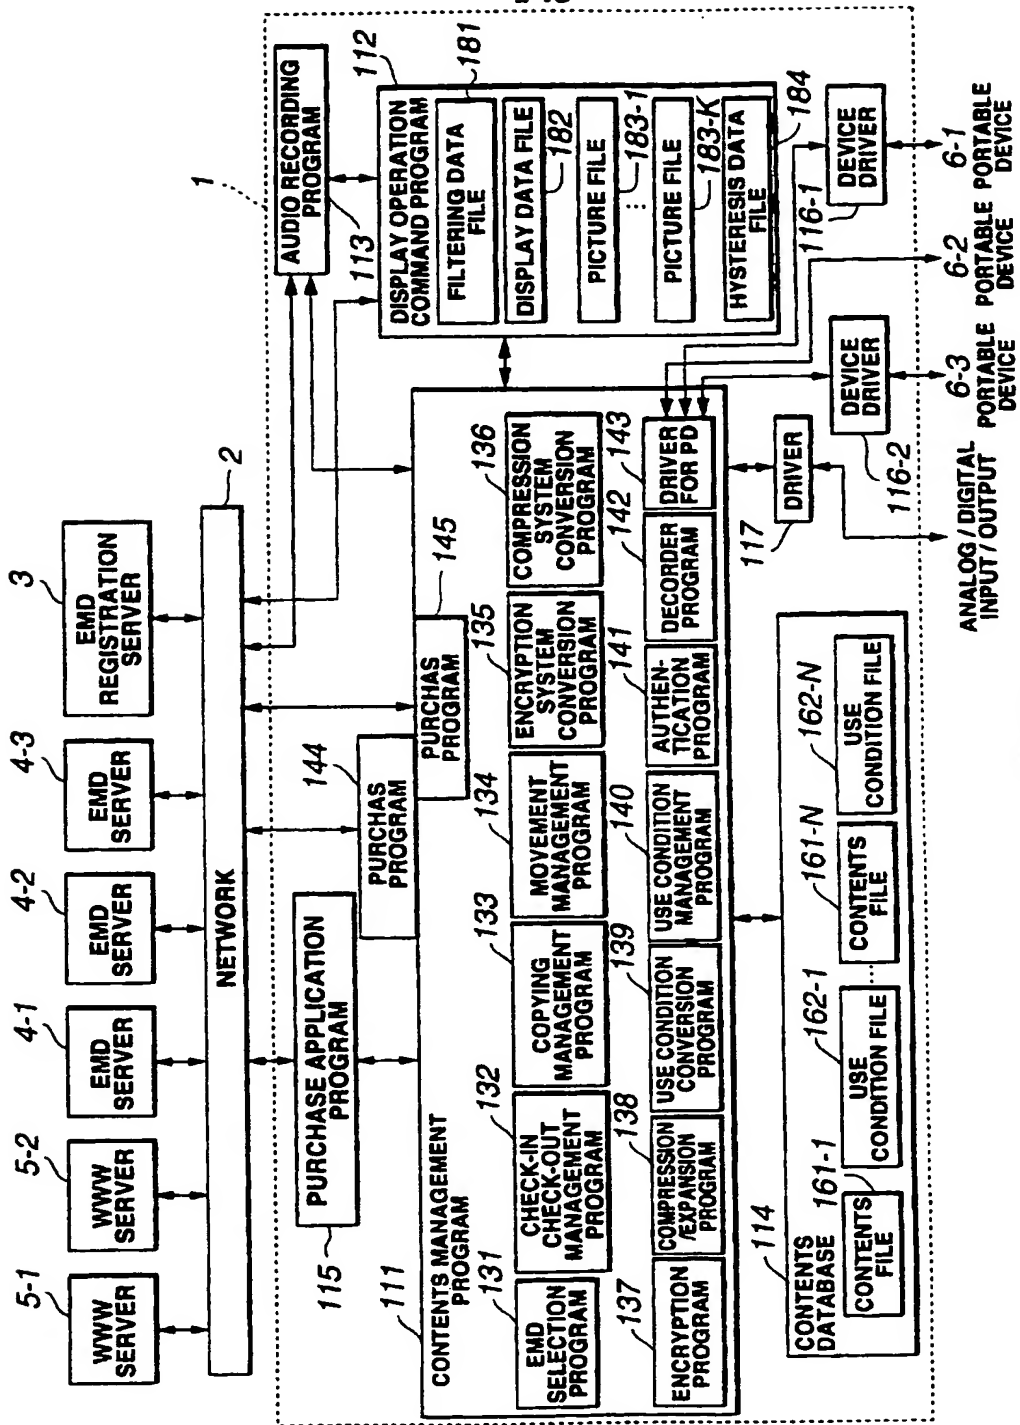 5-1
WWW
SERVER
5-2
WWW
SERVER
4-1
EMD
SERVER
4-2
EMD
SERVER
4-3
EMD
SERVER
3
EMD
REGISTRATION
SERVER
NETWORK
2
1
PURCHASE APPLICATION
PROGRAM
115
144
PURCHAS
PROGRAM
145
PURCHAS
PROGRAM
AUDIO RECORDING
PROGRAM
113
112
DISPLAY OPERATION
COMMAND PROGRAM
FILTERING DATA
FILE
181
DISPLAY DATA FILE
182
PICTURE FILE
183-1
PICTURE FILE
183-K
HYSTERESIS DATA
FILE
184
111
CONTENTS MANAGEMENT
PROGRAM
131
EMD
SELECTION
PROGRAM
132
CHECK-IN
CHECK-OUT
MANAGEMENT
PROGRAM
133
COPYING
MANAGEMENT
PROGRAM
134
MOVEMENT
MANAGEMENT
PROGRAM
135
ENCRYPTION
SYSTEM
CONVERSION
PROGRAM
136
COMPRESSION
SYSTEM
CONVERSION
PROGRAM
137
ENCRYPTION
PROGRAM
138
COMPRESSION
/EXPANSION
PROGRAM
139
USE CONDITION
CONVERSION
PROGRAM
140
USE CONDITION
MANAGEMENT
PROGRAM
141
AUTHEN-
TICATION
PROGRAM
142
DECORDER
PROGRAM
143
DRIVER
FOR PD
114
CONTENTS
DATABASE
161-1
CONTENTS
FILE
162-1
USE
CONDITION FILE
161-N
CONTENTS
FILE
162-N
USE
CONDITION FILE
117
DRIVER
116-2
DEVICE
DRIVER
116-1
DEVICE
DRIVER
ANALOG/DIGITAL
INPUT/OUTPUT
6-3
PORTABLE
DEVICE
6-2
PORTABLE
DEVICE
6-1
PORTABLE
DEVICE